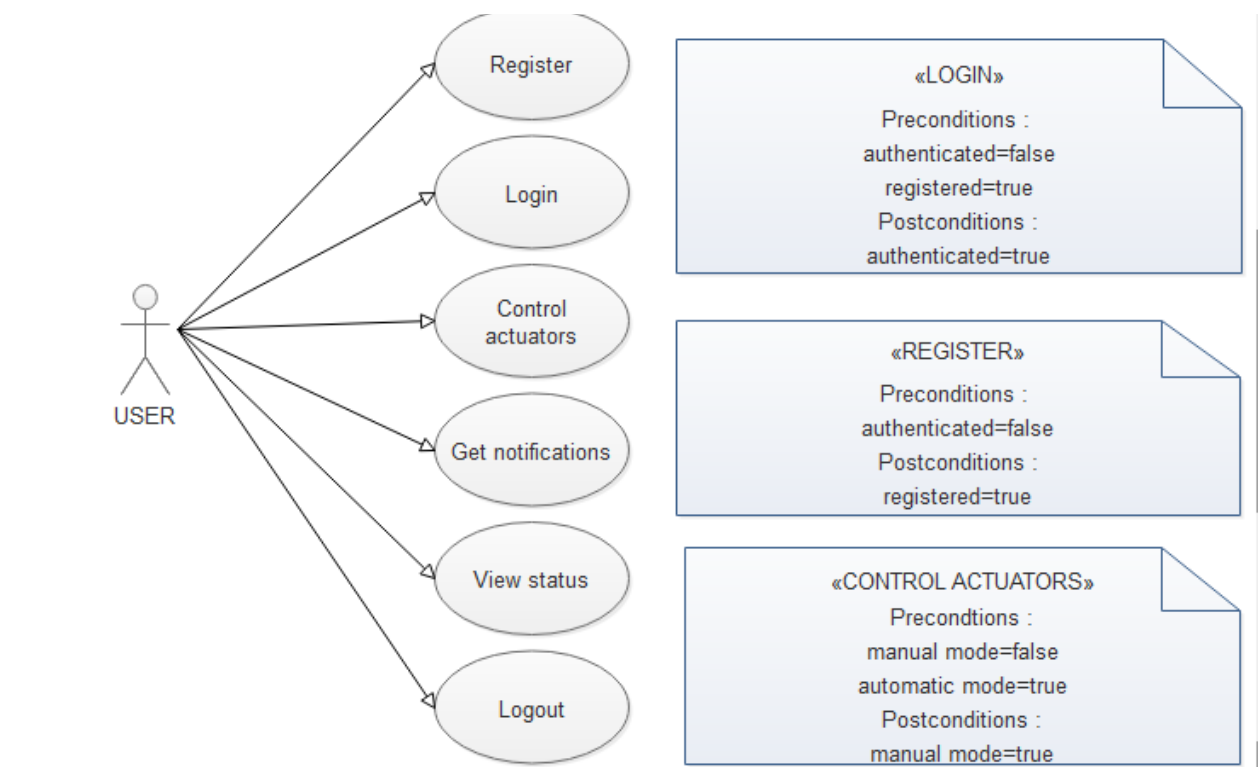 Register
Login
Control
actuators
Get notifications
View status
Logout
USER
«LOGIN»
Preconditions :
authenticated=false
registered=true
Postconditions :
authenticated=true
«REGISTER»
Preconditions :
authenticated=false
Postconditions :
registered=true
«CONTROL ACTUATORS»
Precondtions :
manual mode=false
automatic mode=true
Postconditions :
manual mode=true